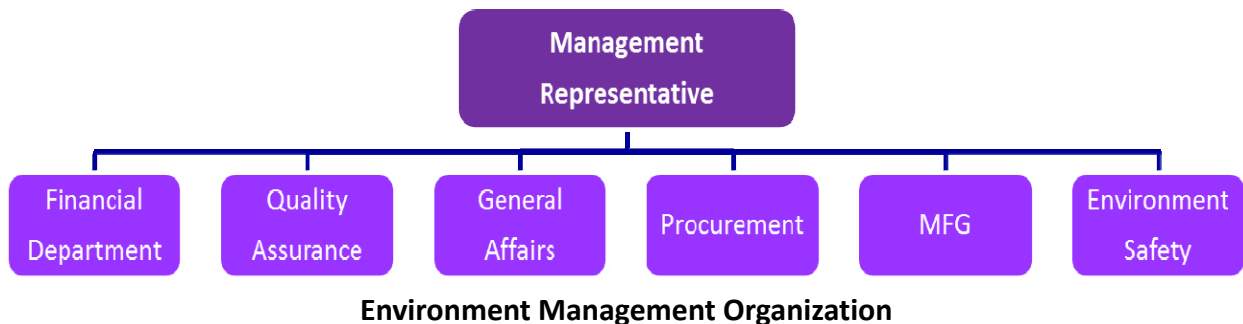 Management
Representative
Financial
Department
Quality
Assurance
General
Affairs
Procurement
MFG
Environment
Safety
Environment Management Organization